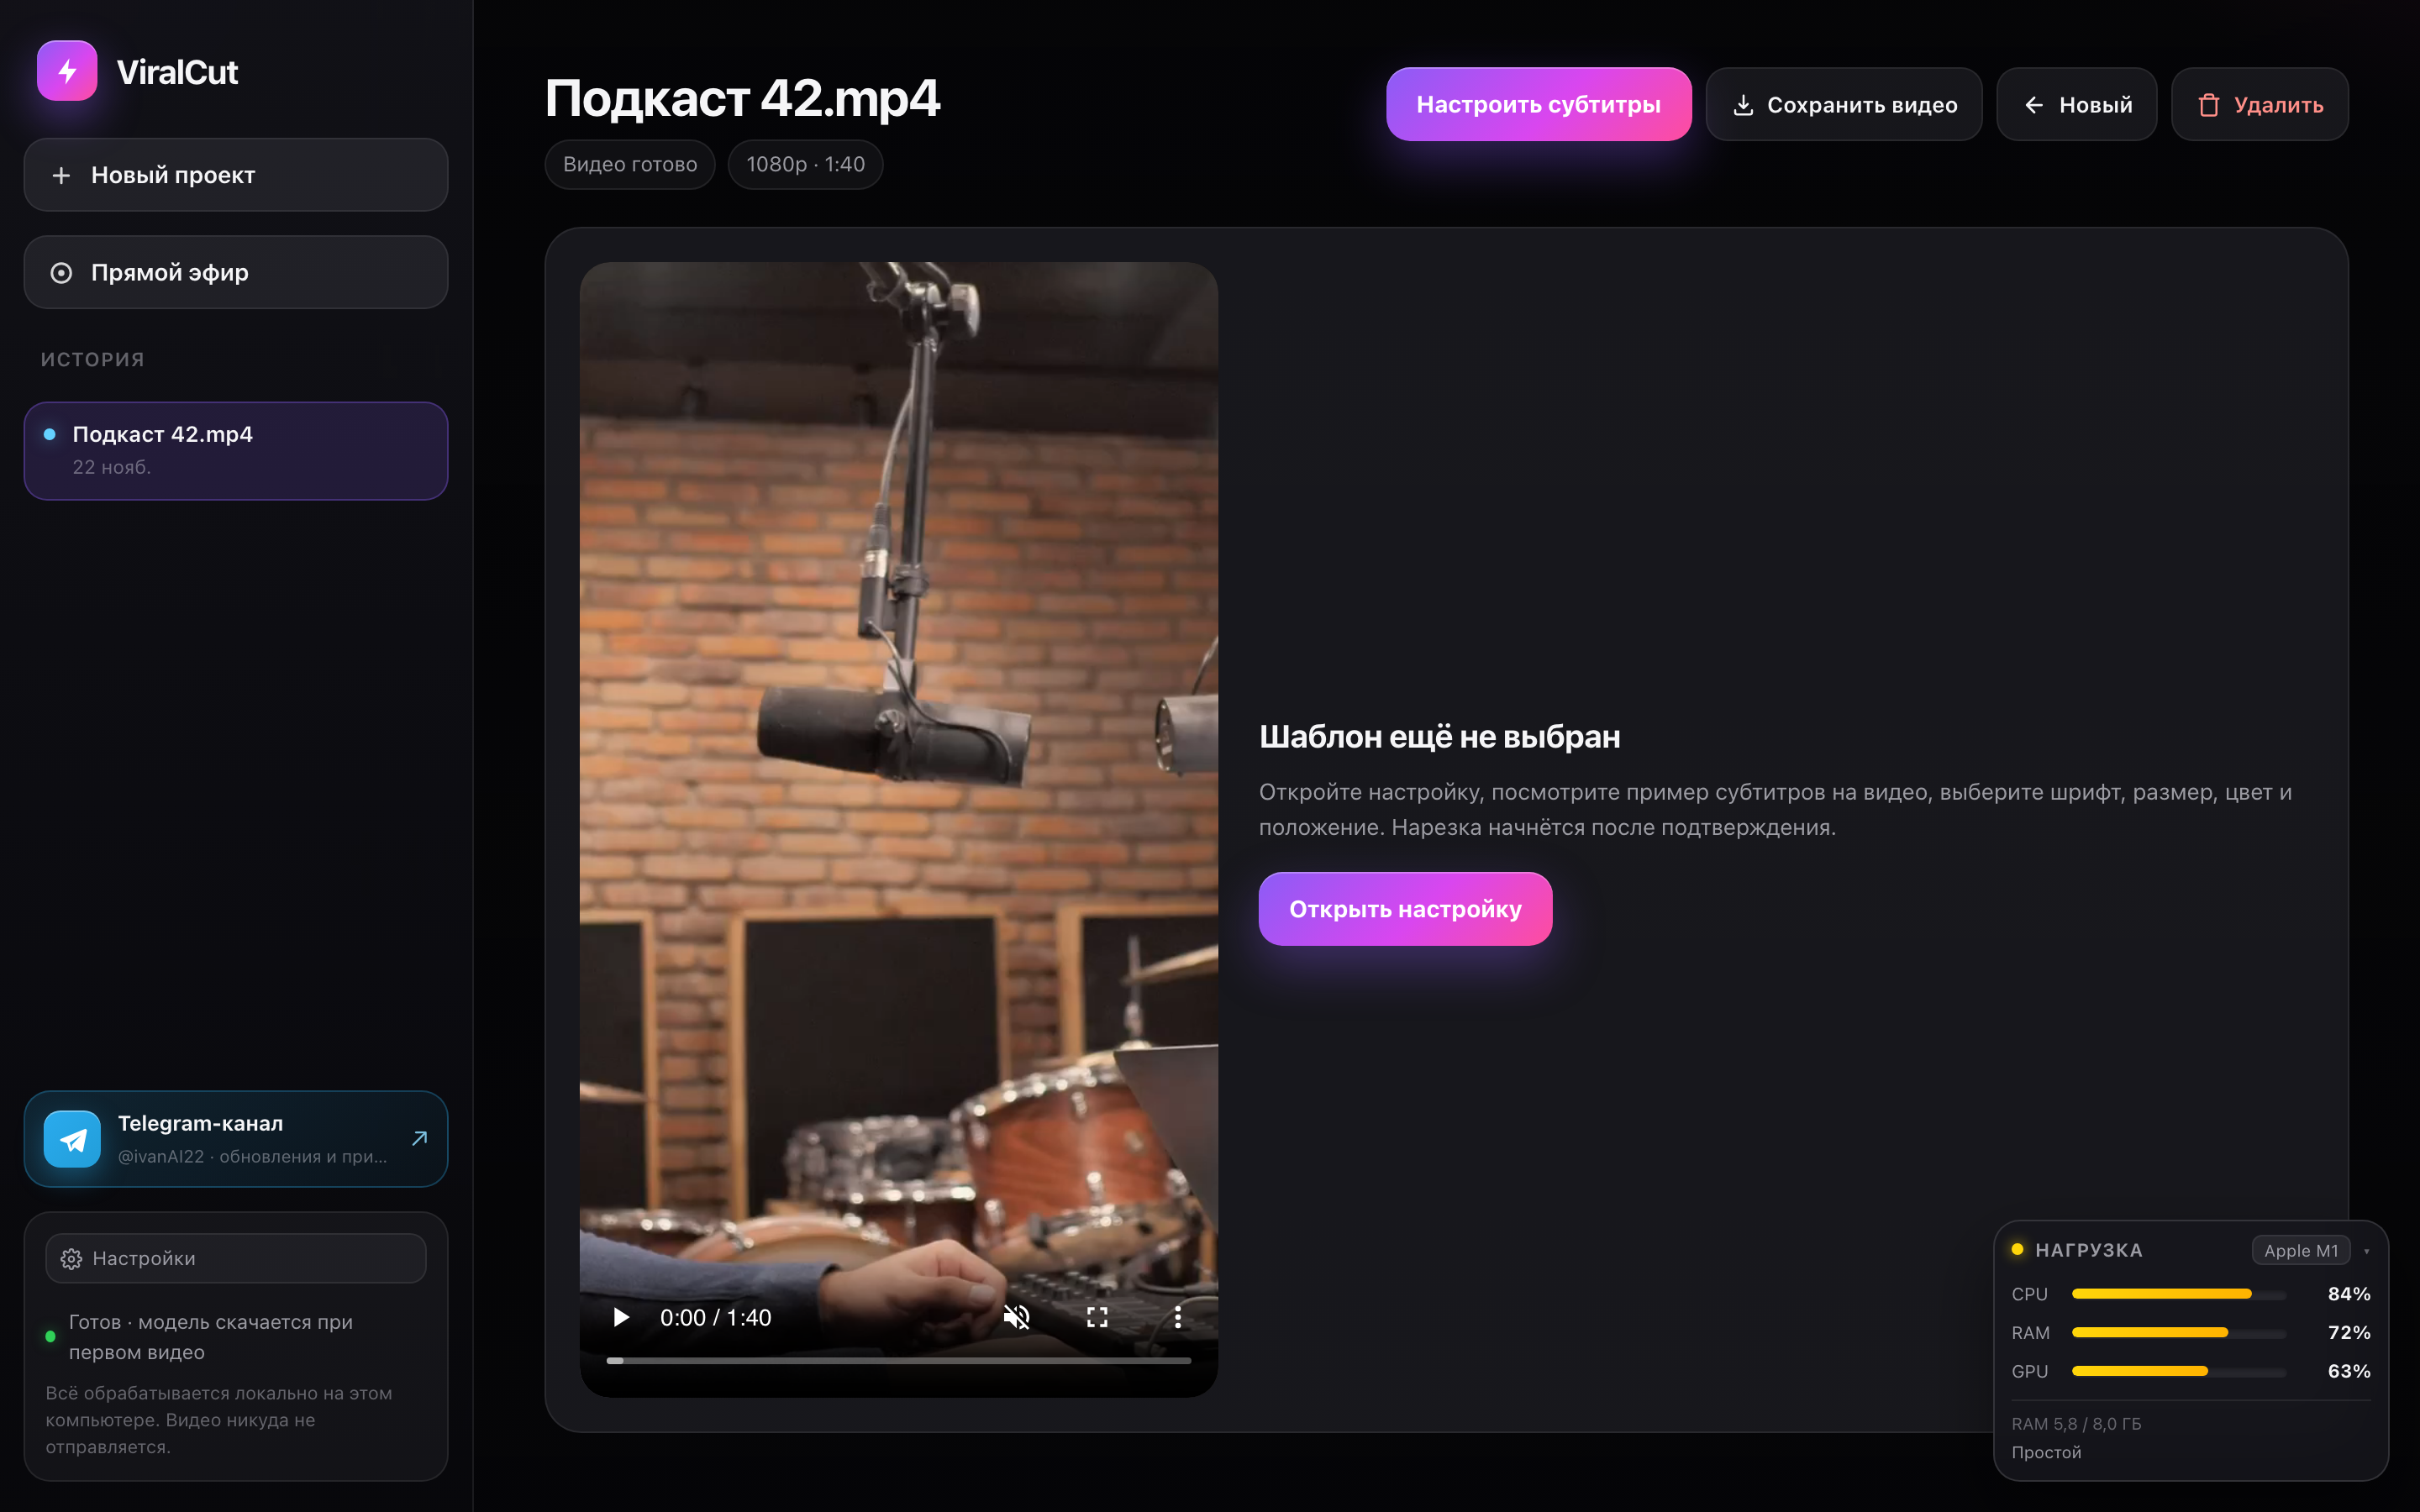 ViralCut
Новый проект
Прямой эфир
ИСТОРИЯ
Подкаст 42.mp4
22 нояб.
Telegram-канал
@ivanAI22 · обновления и при...
Настройки
Готов · модель скачается при
первом видео
Всё обрабатывается локально на этом
компьютере. Видео никуда не
отправляется.
Подкаст 42.mp4
Видео готово
1080p · 1:40
Настроить субтитры
Сохранить видео
Новый
Удалить
0:00 / 1:40
Шаблон ещё не выбран
Откройте настройку, посмотрите пример субтитров на видео, выберите шрифт, размер, цвет и
положение. Нарезка начнётся после подтверждения.
Открыть настройку
НАГРУЗКА
Apple M1
CPU 84%
RAM 72%
GPU 63%
RAM 5,8 / 8,0 ГБ
Простой